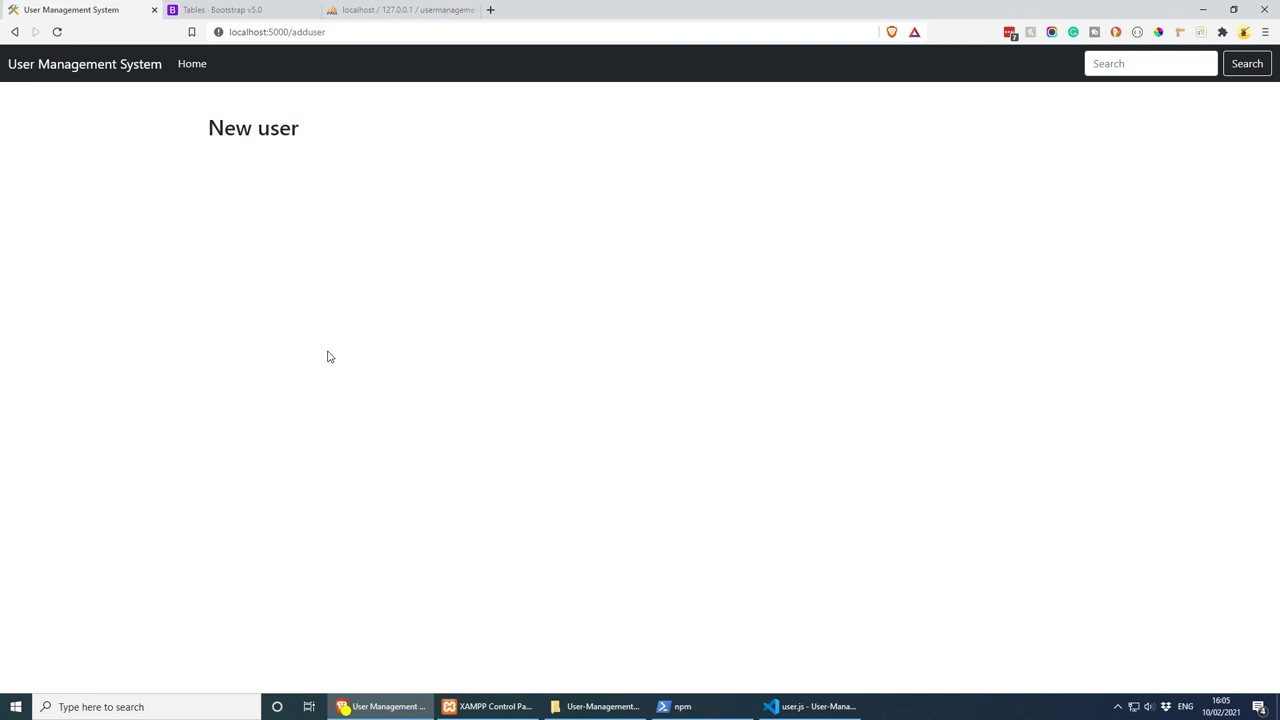 User Management System
Tables - Bootstrap v5.0
localhost / 127.0.0.1 / usermanageme
localhost:5000/adduser
7
User Management System
Home
Search
Search
New user
Type here to search
User Management ...
XAMPP Control Pa...
User-Management...
npm
user.js - User-Mana...
ENG
16:05
10/02/2021
4